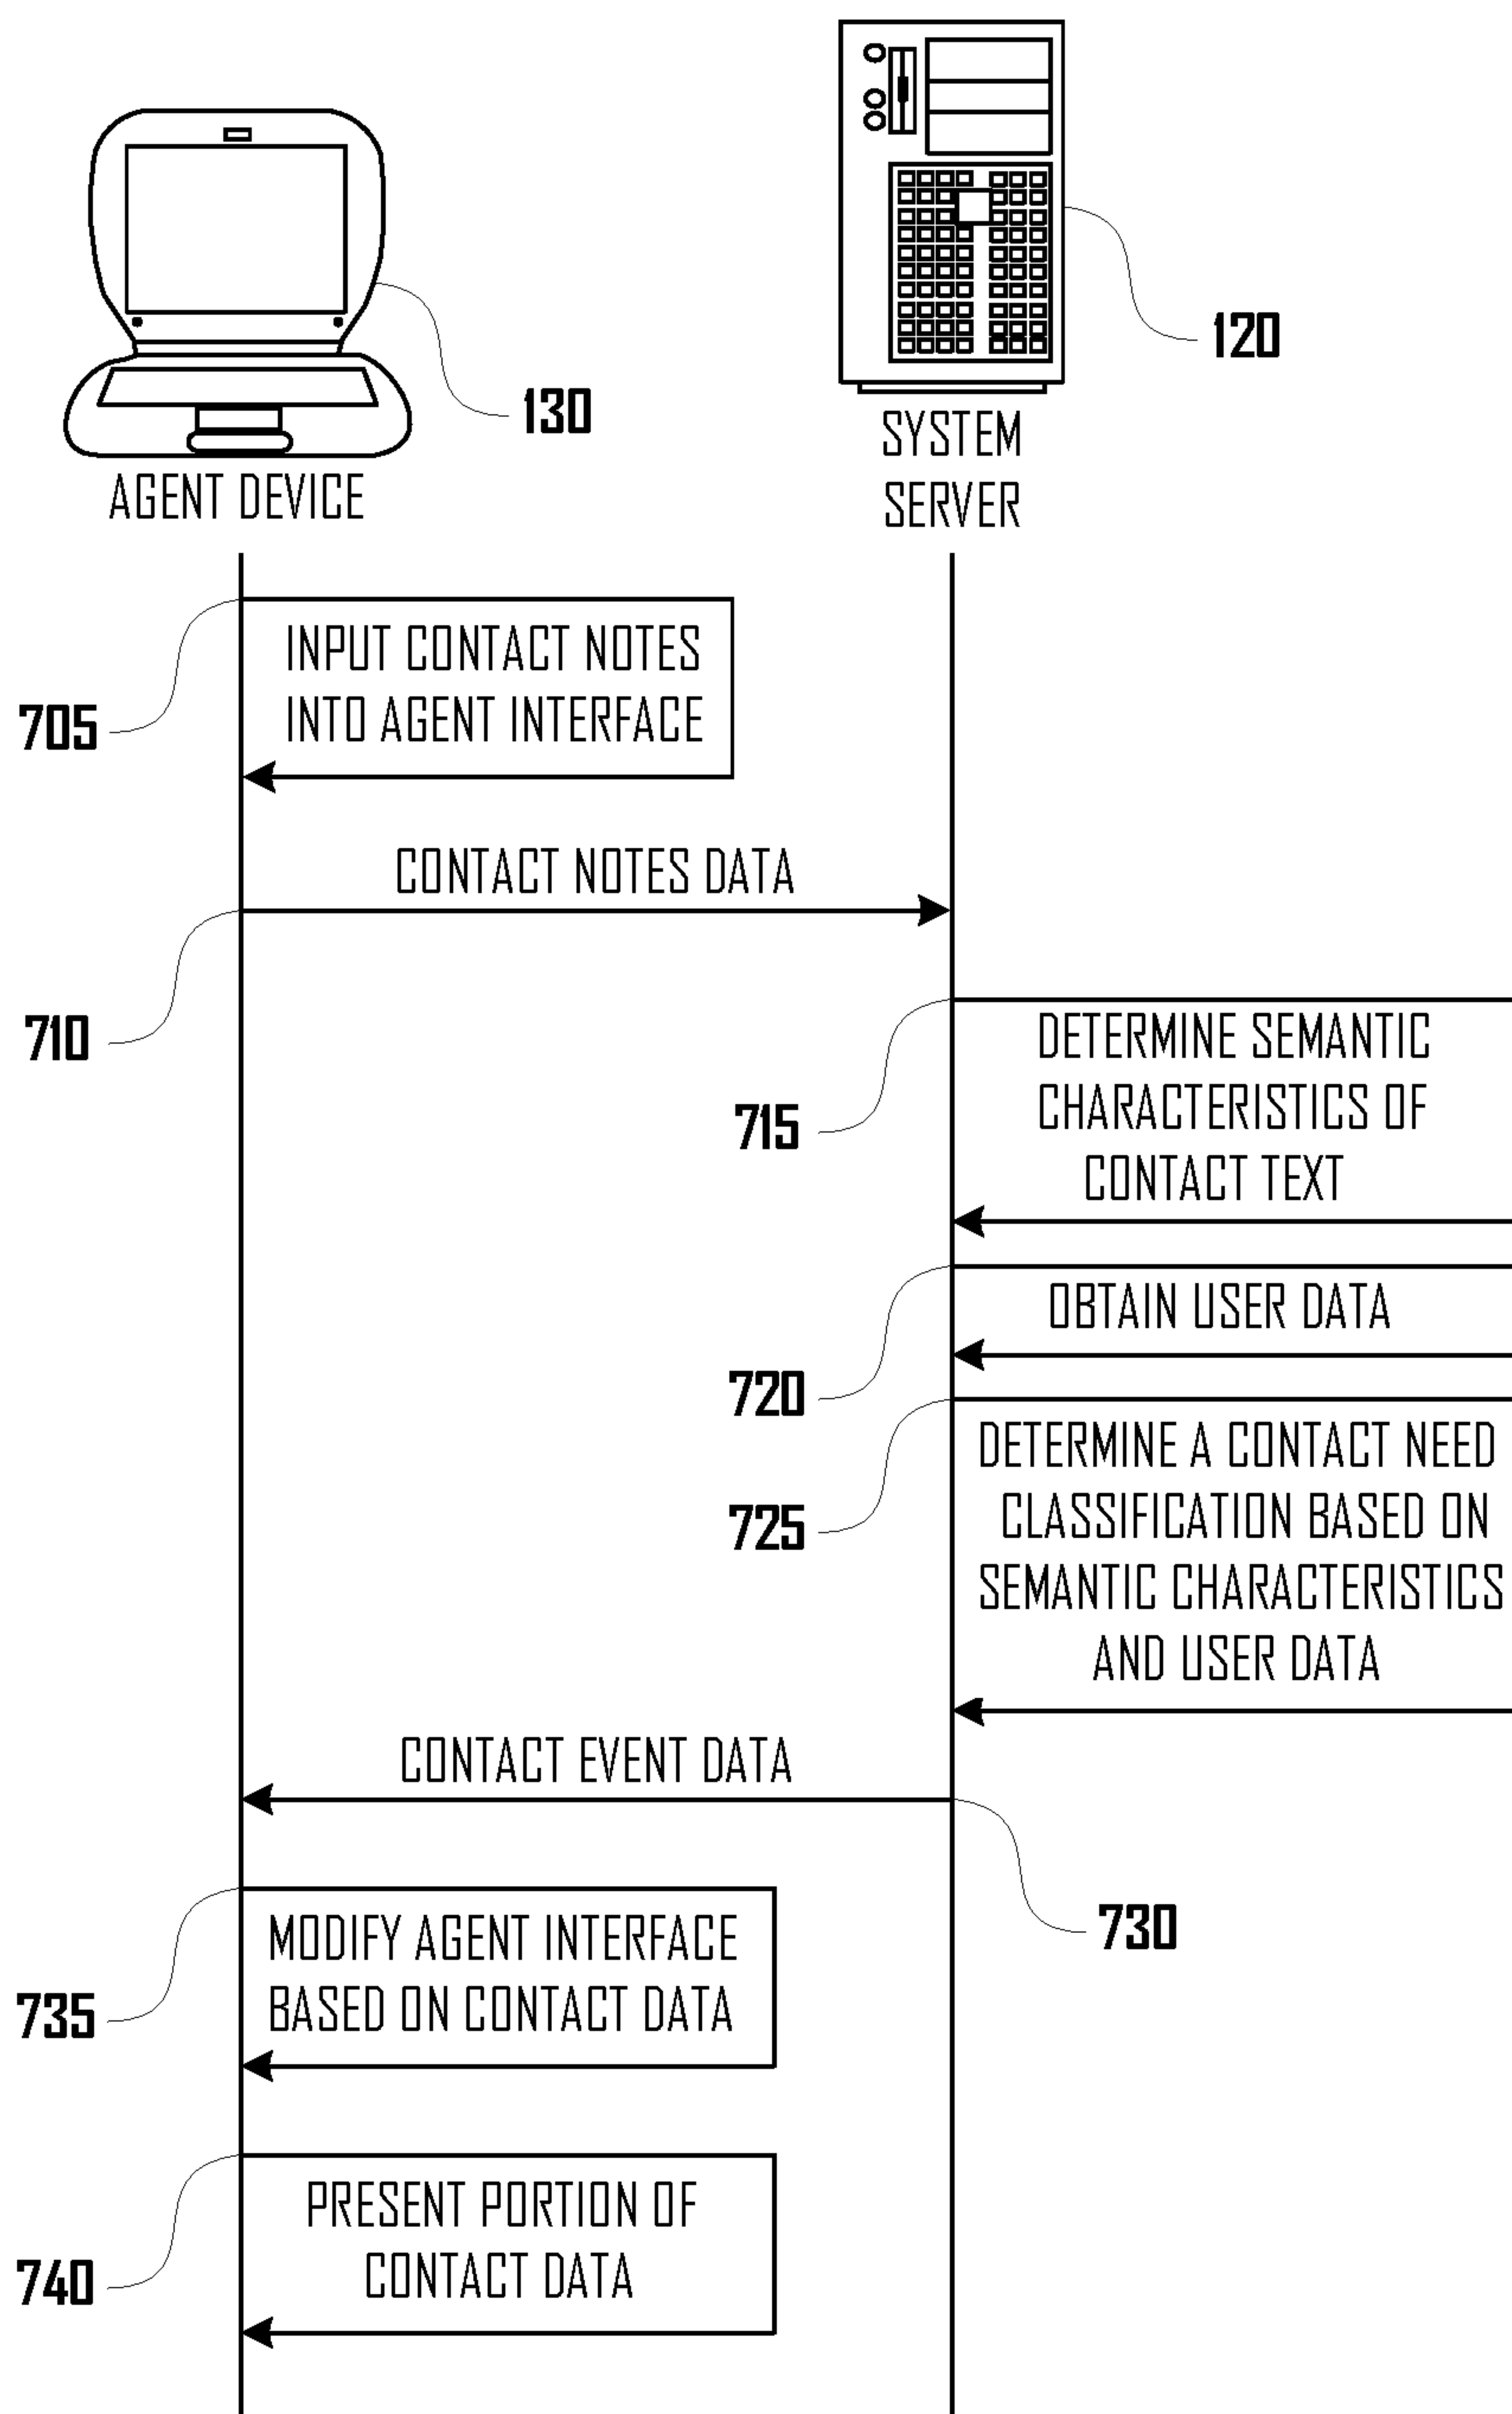 120
130
SYSTEM
SERVER
AGENT DEVICE
INPUT CONTACT NOTES
INTO AGENT INTERFACE
705
CONTACT NOTES DATA
710
DETERMINE SEMANTIC
CHARACTERISTICS OF
CONTACT TEXT
715
OBTAIN USER DATA
720
DETERMINE A CONTACT NEED
CLASSIFICATION BASED ON
SEMANTIC CHARACTERISTICS
AND USER DATA
725
CONTACT EVENT DATA
730
MODIFY AGENT INTERFACE
BASED ON CONTACT DATA
735
PRESENT PORTION OF
CONTACT DATA
740